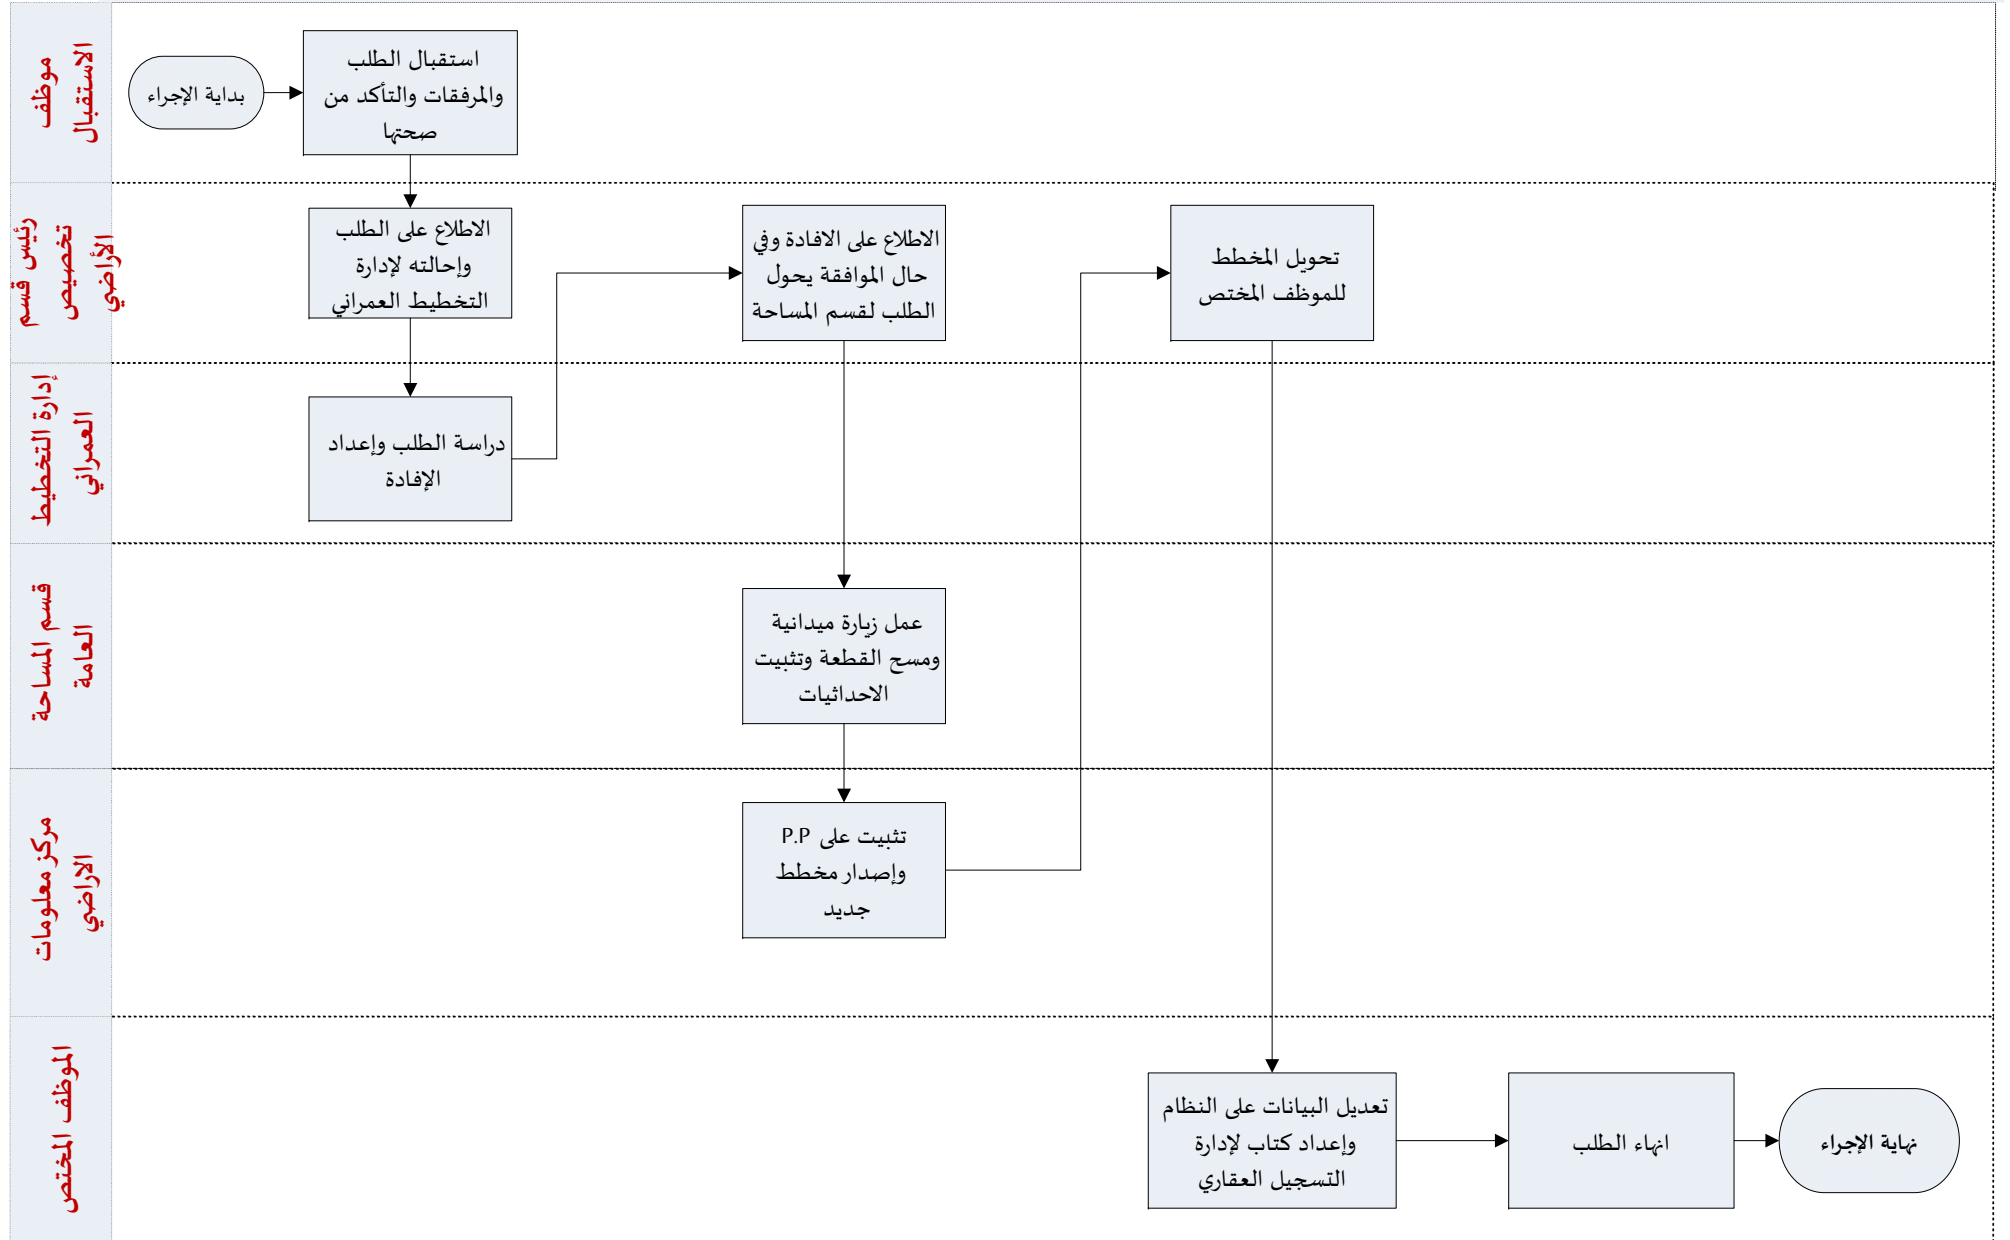 موظف
الاستقبال
بداية الإجراء
استقبال الطلب
والمرفقات والتأكد من
صحتها
رئيس قسم
تخصيص
الأراضي
الاطلاع على الطلب
وإحالته لإدارة
التخطيط العمراني
الاطلاع على الافادة وفي
حال الموافقة يحول
الطلب لقسم المساحة
تحويل المخطط
للموظف المختص
إدارة التخطيط
العمراني
دراسة الطلب وإعداد
الإفادة
قسم المساحة
العامة
عمل زيارة ميدانية
ومسح القطعة وتثبيت
الاحداثيات
مركز معلومات
الاراضي
تثبيت على P.P
وإصدار مخطط
جديد
الموظف المختص
تعديل البيانات على النظام
وإعداد كتاب لإدارة
التسجيل العقاري
انهاء الطلب
نهاية الإجراء